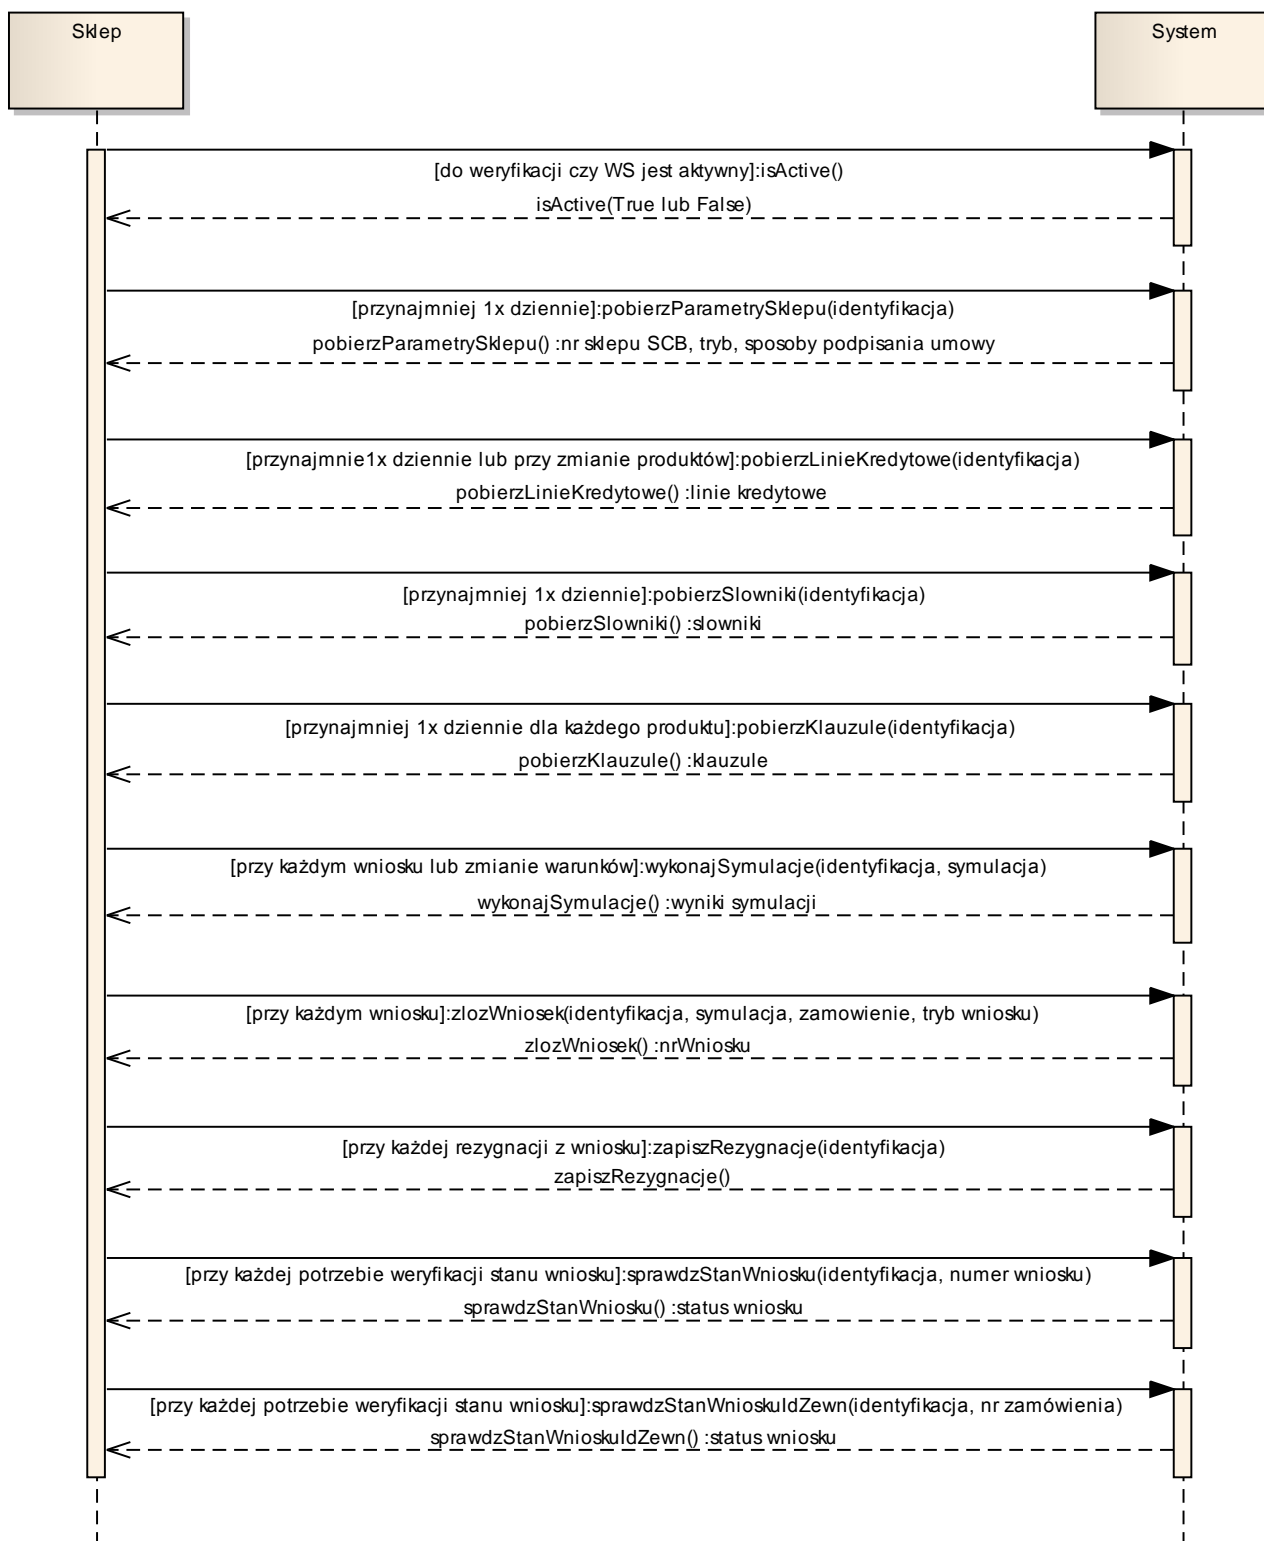 Sklep
System
[do weryfikacji czy WS jest aktywny]:isActive()
isActive(True lub False)
[przynajmniej 1x dziennie]:pobierzParametrySklepu(identyfikacja)
pobierzParametrySklepu() :nr sklepu SCB, tryb, sposoby podpisania umowy
[przynajmnie1x dziennie lub przy zmianie produktów]:pobierzLinieKredytowe(identyfikacja)
pobierzLinieKredytowe() :linie kredytowe
[przynajmniej 1x dziennie]:pobierzSlowniki(identyfikacja)
pobierzSlowniki() :slowniki
[przynajmniej 1x dziennie dla każdego produktu]:pobierzKlauzule(identyfikacja)
pobierzKlauzule() :klauzule
[przy każdym wniosku lub zmianie warunków]:wykonajSymulacje(identyfikacja, symulacja)
wykonajSymulacje() :wyniki symulacji
[przy każdym wniosku]:zlozWniosek(identyfikacja, symulacja, zamowienie, tryb wniosku)
zlozWniosek() :nrWniosku
[przy każdej rezygnacji z wniosku]:zapiszRezygnacje(identyfikacja)
zapiszRezygnacje()
[przy każdej potrzebie weryfikacji stanu wniosku]:sprawdzStanWniosku(identyfikacja, numer wniosku)
sprawdzStanWniosku() :status wniosku
[przy każdej potrzebie weryfikacji stanu wniosku]:sprawdzStanWnioskuIdZewn(identyfikacja, nr zamówienia)
sprawdzStanWnioskuIdZewn() :status wniosku